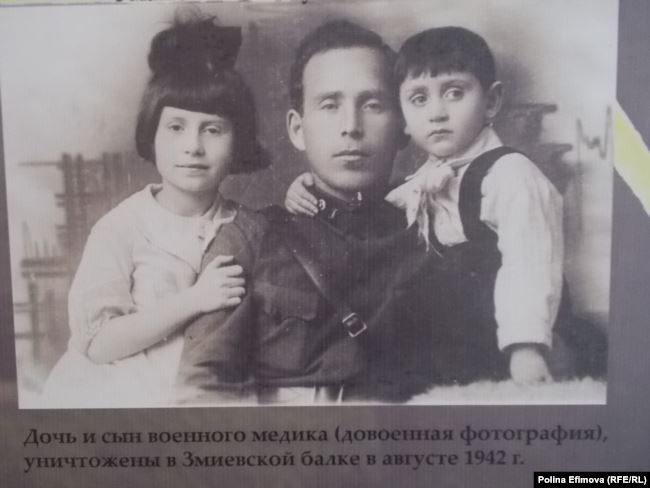 Дочь и сын военного медика (довоенная фотография),
уничтожены в Змиевской балке в августе 1942 г.
Polina Efimova (RFE/RL)